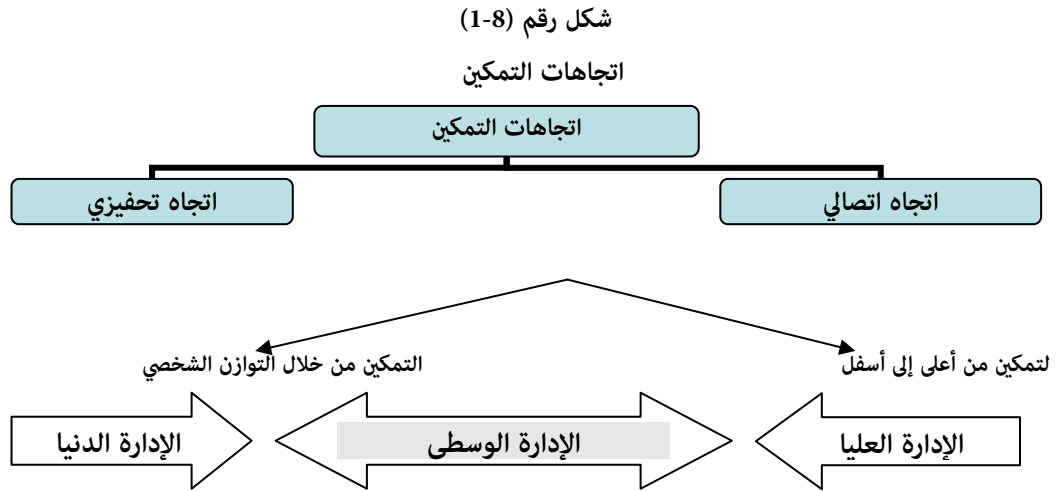 شكل رقم (8-1)
اتجاهات التمكين
اتجاهات التمكين
اتجاه اتصالي
اتجاه تحفيزي
لتمكين من أعلى إلى أسفل
التمكين من خلال التوازن الشخصي
الإدارة العليا
الإدارة الوسطى
الإدارة الدنيا